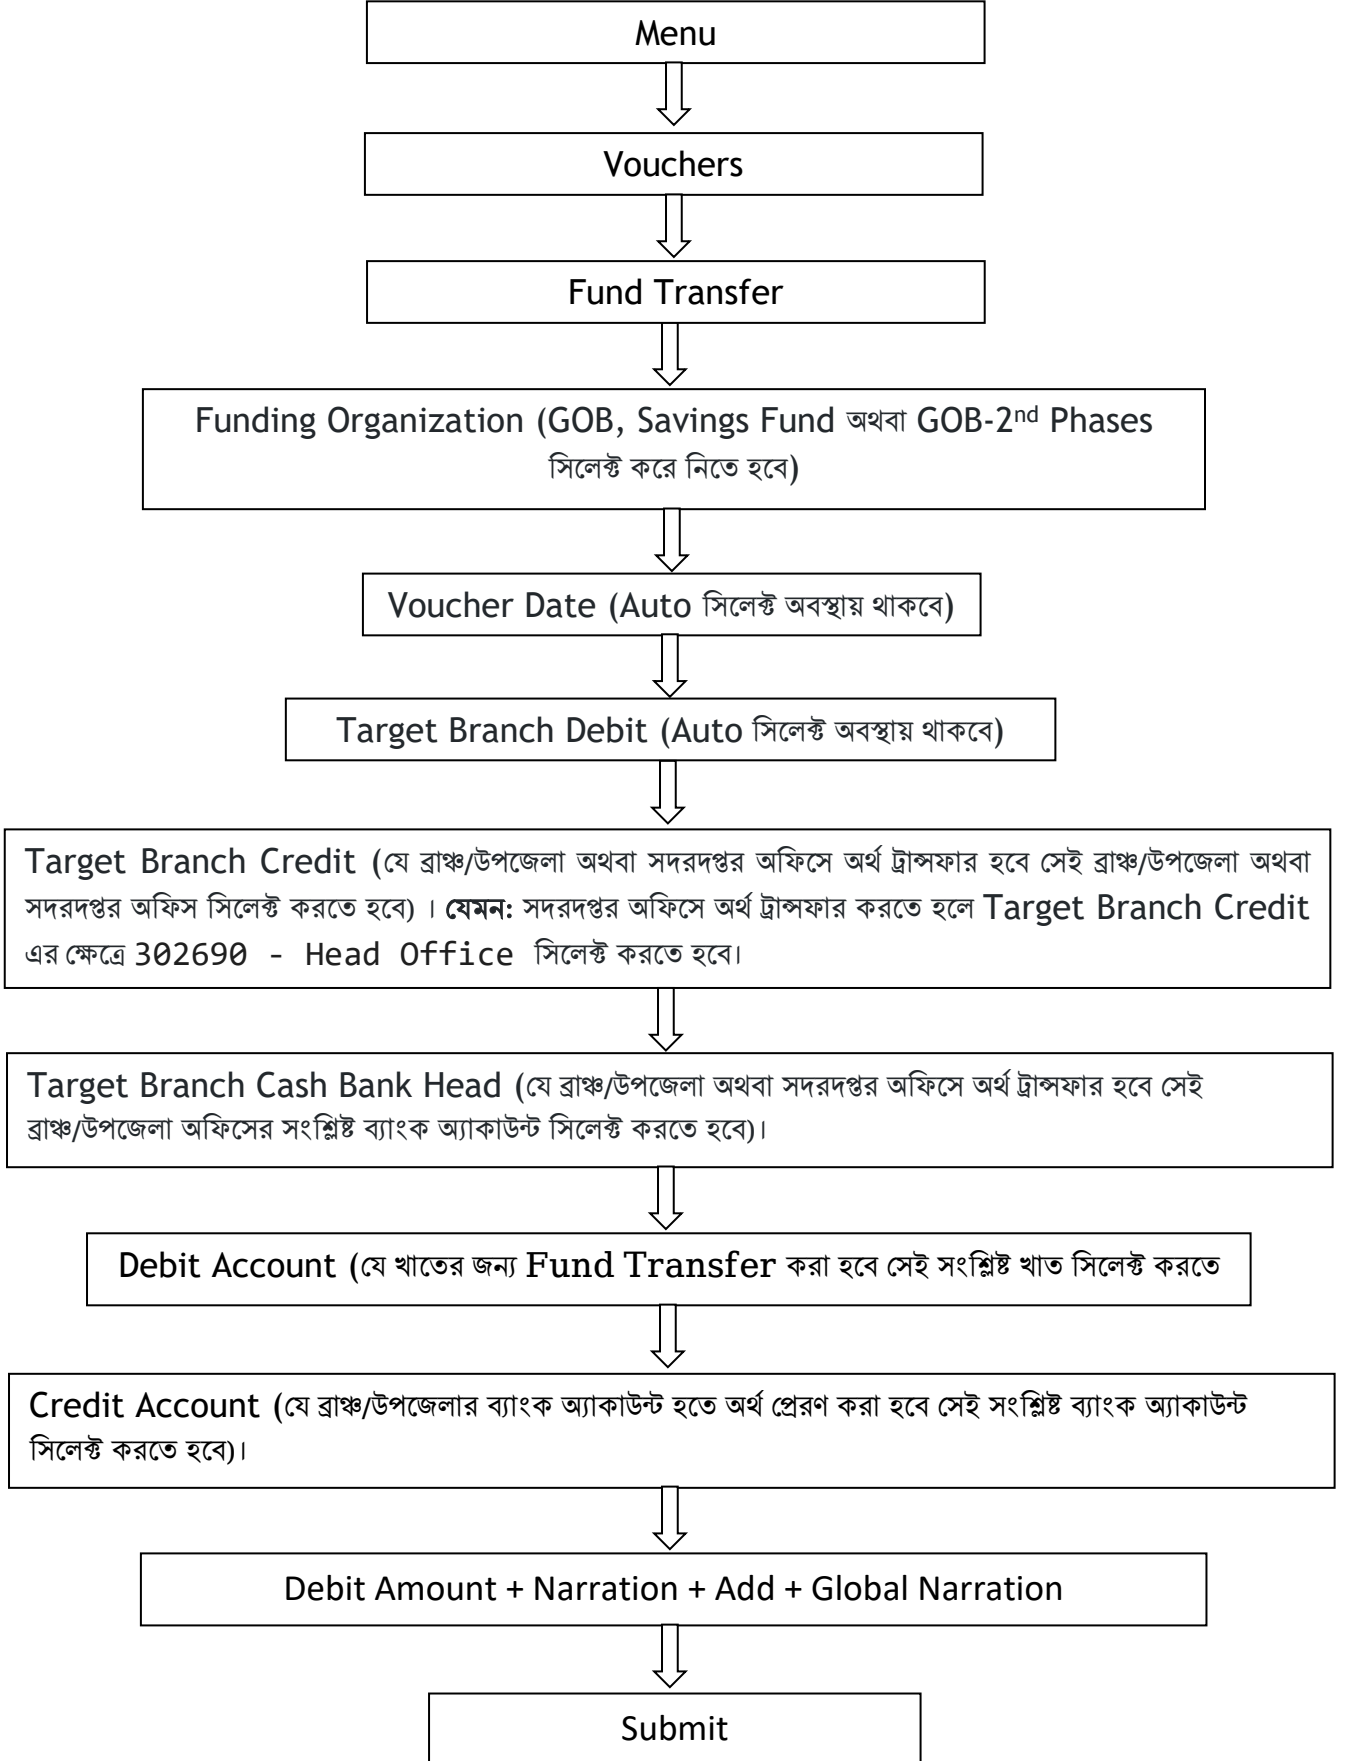 Menu
Vouchers
Fund Transfer
Funding Organization (GOB, Savings Fund অথবা GOB-2nd Phases
সিলেক্ট করে নিতে হবে)
Voucher Date (Auto সিলেক্ট অবস্থায় থাকবে)
Target Branch Debit (Auto সিলেক্ট অবস্থায় থাকবে)
Target Branch Credit (যে ব্রাঞ্চ/উপজেলা অথবা সদরদপ্তর অফিসে অর্থ ট্রান্সফার হবে সেই ব্রাঞ্চ/উপজেলা অথবা
সদরদপ্তর অফিস সিলেক্ট করতে হবে) । যেমন: সদরদপ্তর অফিসে অর্থ ট্রান্সফার করতে হলে Target Branch Credit
এর ক্ষেত্রে 302690 - Head Office সিলেক্ট করতে হবে।
Target Branch Cash Bank Head (যে ব্রাঞ্চ/উপজেলা অথবা সদরদপ্তর অফিসে অর্থ ট্রান্সফার হবে সেই
ব্রাঞ্চ/উপজেলা অফিসের সংশ্লিষ্ট ব্যাংক অ্যাকাউন্ট সিলেক্ট করতে হবে)।
Debit Account (যে খাতের জন্য Fund Transfer করা হবে সেই সংশ্লিষ্ট খাত সিলেক্ট করতে
Credit Account (যে ব্রাঞ্চ/উপজেলার ব্যাংক অ্যাকাউন্ট হতে অর্থ প্রেরণ করা হবে সেই সংশ্লিষ্ট ব্যাংক অ্যাকাউন্ট
সিলেক্ট করতে হবে)।
Debit Amount + Narration + Add + Global Narration
Submit